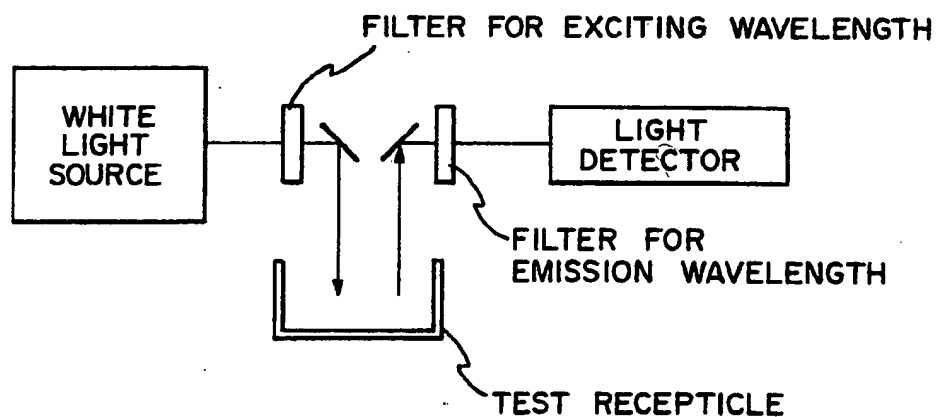 FILTER FOR EXCITING WAVELENGTH
WHITE
LIGHT
SOURCE
LIGHT
DETECTOR
FILTER FOR
EMISSION WAVELENGTH
TEST RECEPTICLE